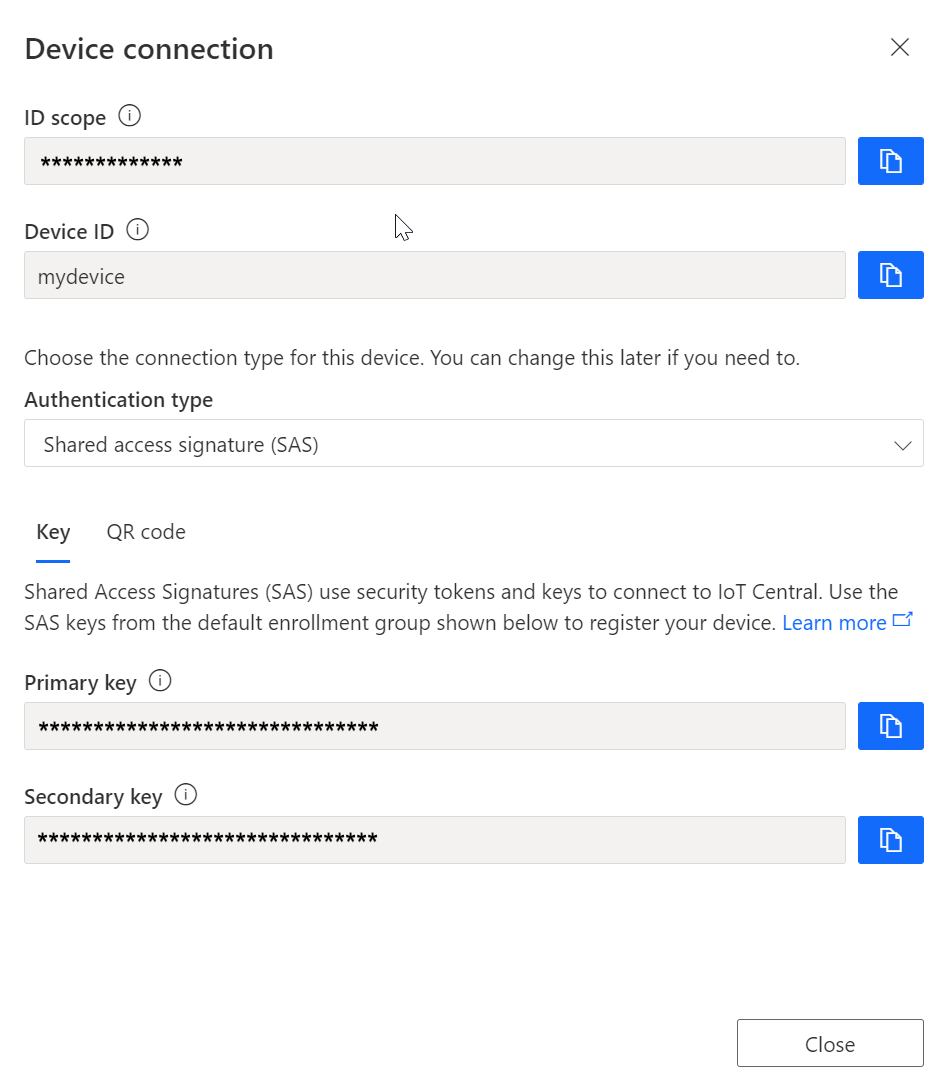 Device connection
ID scope
*************
Device ID
mydevice
Choose the connection type for this device. You can change this later if you need to.
Authentication type
Shared access signature (SAS)
Key QR code
Shared Access Signatures (SAS) use security tokens and keys to connect to IoT Central. Use the
SAS keys from the default enrollment group shown below to register your device. Learn more
Primary key
*******************************
Secondary key
*******************************
Close